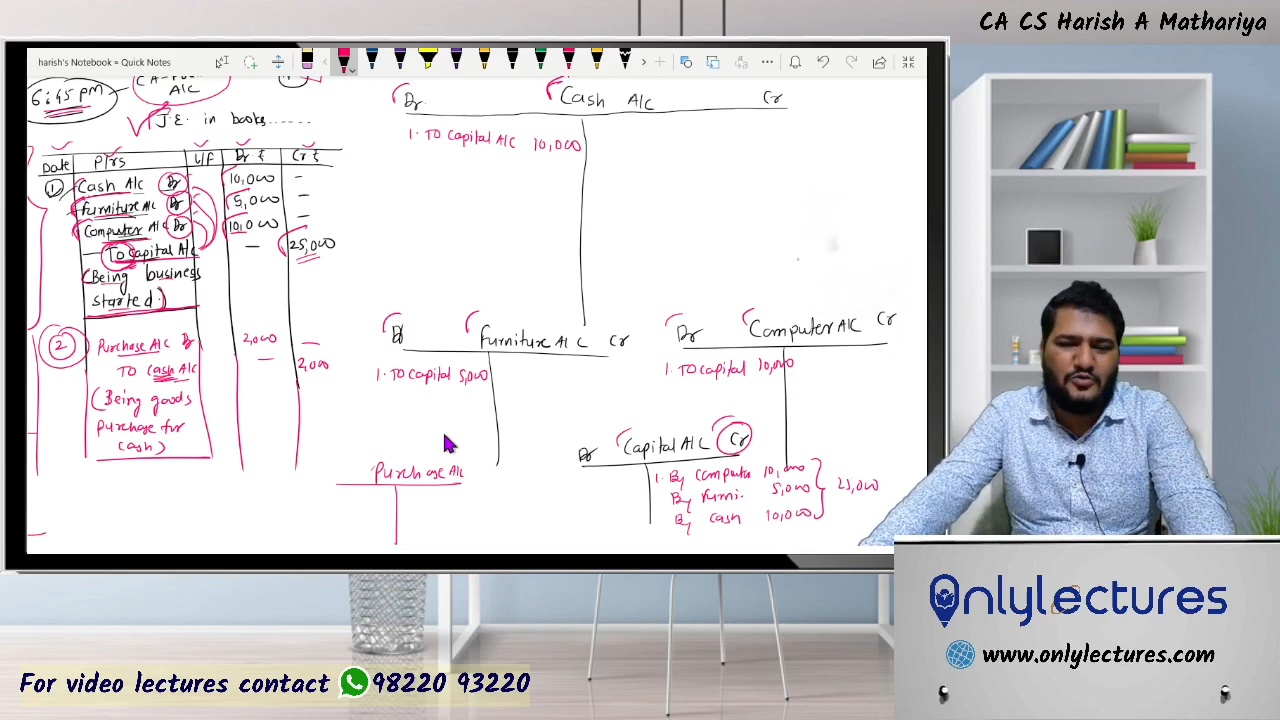 CA CS Harish A Mathariya
harish's Notebook » Quick Notes
6:45 pm
A/C
J.E. in books......
Date Ptrs L/F Dr ₹ Cr ₹
1 Cash A/c Dr 10,000 -
Furniture A/c Dr 5,000 -
Computer A/c Dr 10,000 -
To Capital A/c — 25,000
(Being business
started.)
2 Purchase A/c Dr 2,000 —
TO cash A/c — 2,000
(Being goods
purchase for
cash)
Dr. Cash A/C Cr
1. TO Capital A/C 10,000
Dr Furniture A/C Cr
1. TO Capital 5,000
Dr Computer A/C Cr
1. TO Capital 10,000
Dr Capital A/C Cr
1. By Computer 10,000
By Furni. 5,000 25,000
By cash 10,000
Purchase A/c
Onlylectures
www.onlylectures.com
For video lectures contact 98220 93220